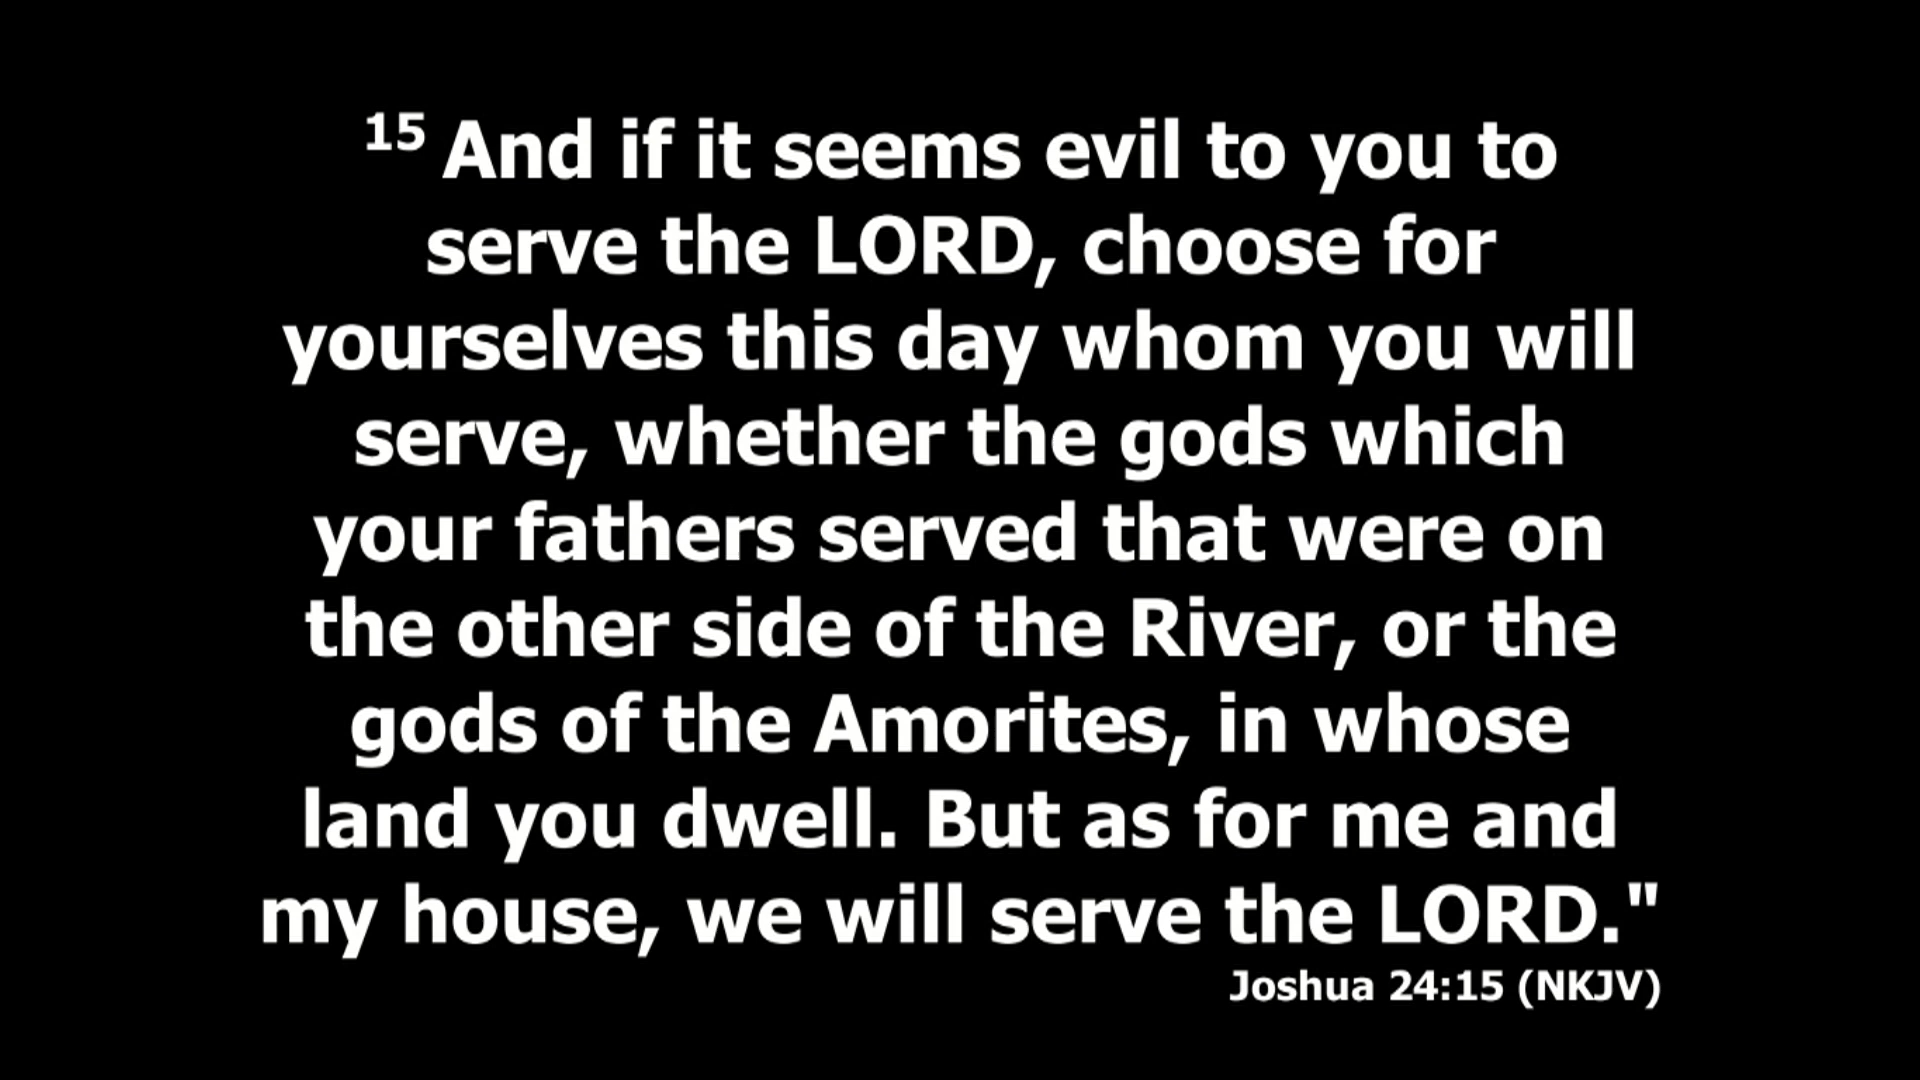 15 And if it seems evil to you to
serve the LORD, choose for
yourselves this day whom you will
serve, whether the gods which
your fathers served that were on
the other side of the River, or the
gods of the Amorites, in whose
land you dwell. But as for me and
my house, we will serve the LORD."
Joshua 24:15 (NKJV)